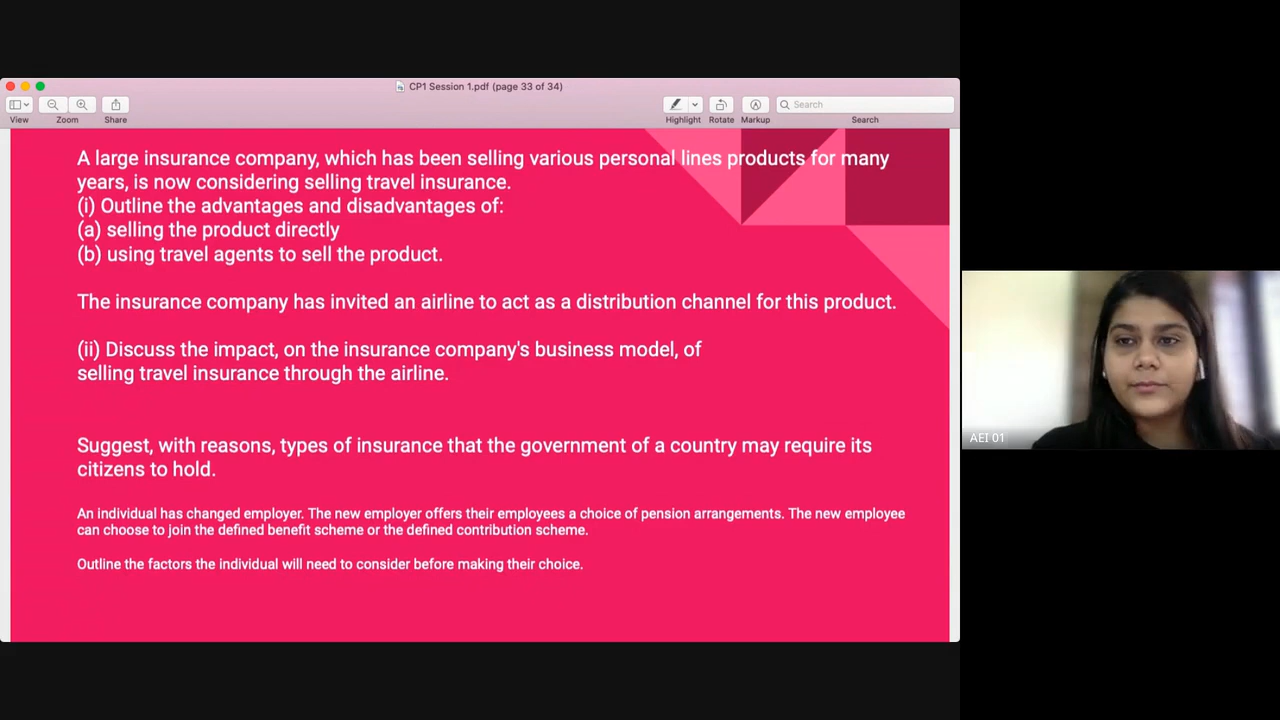 CP1 Session 1.pdf (page 33 of 34)
View
Zoom
Share
Highlight
Rotate
Markup
Search
Search
A large insurance company, which has been selling various personal lines products for many
years, is now considering selling travel insurance.
(i) Outline the advantages and disadvantages of:
(a) selling the product directly
(b) using travel agents to sell the product.
The insurance company has invited an airline to act as a distribution channel for this product.
(ii) Discuss the impact, on the insurance company's business model, of
selling travel insurance through the airline.
Suggest, with reasons, types of insurance that the government of a country may require its
citizens to hold.
An individual has changed employer. The new employer offers their employees a choice of pension arrangements. The new employee
can choose to join the defined benefit scheme or the defined contribution scheme.
Outline the factors the individual will need to consider before making their choice.
AEI 01